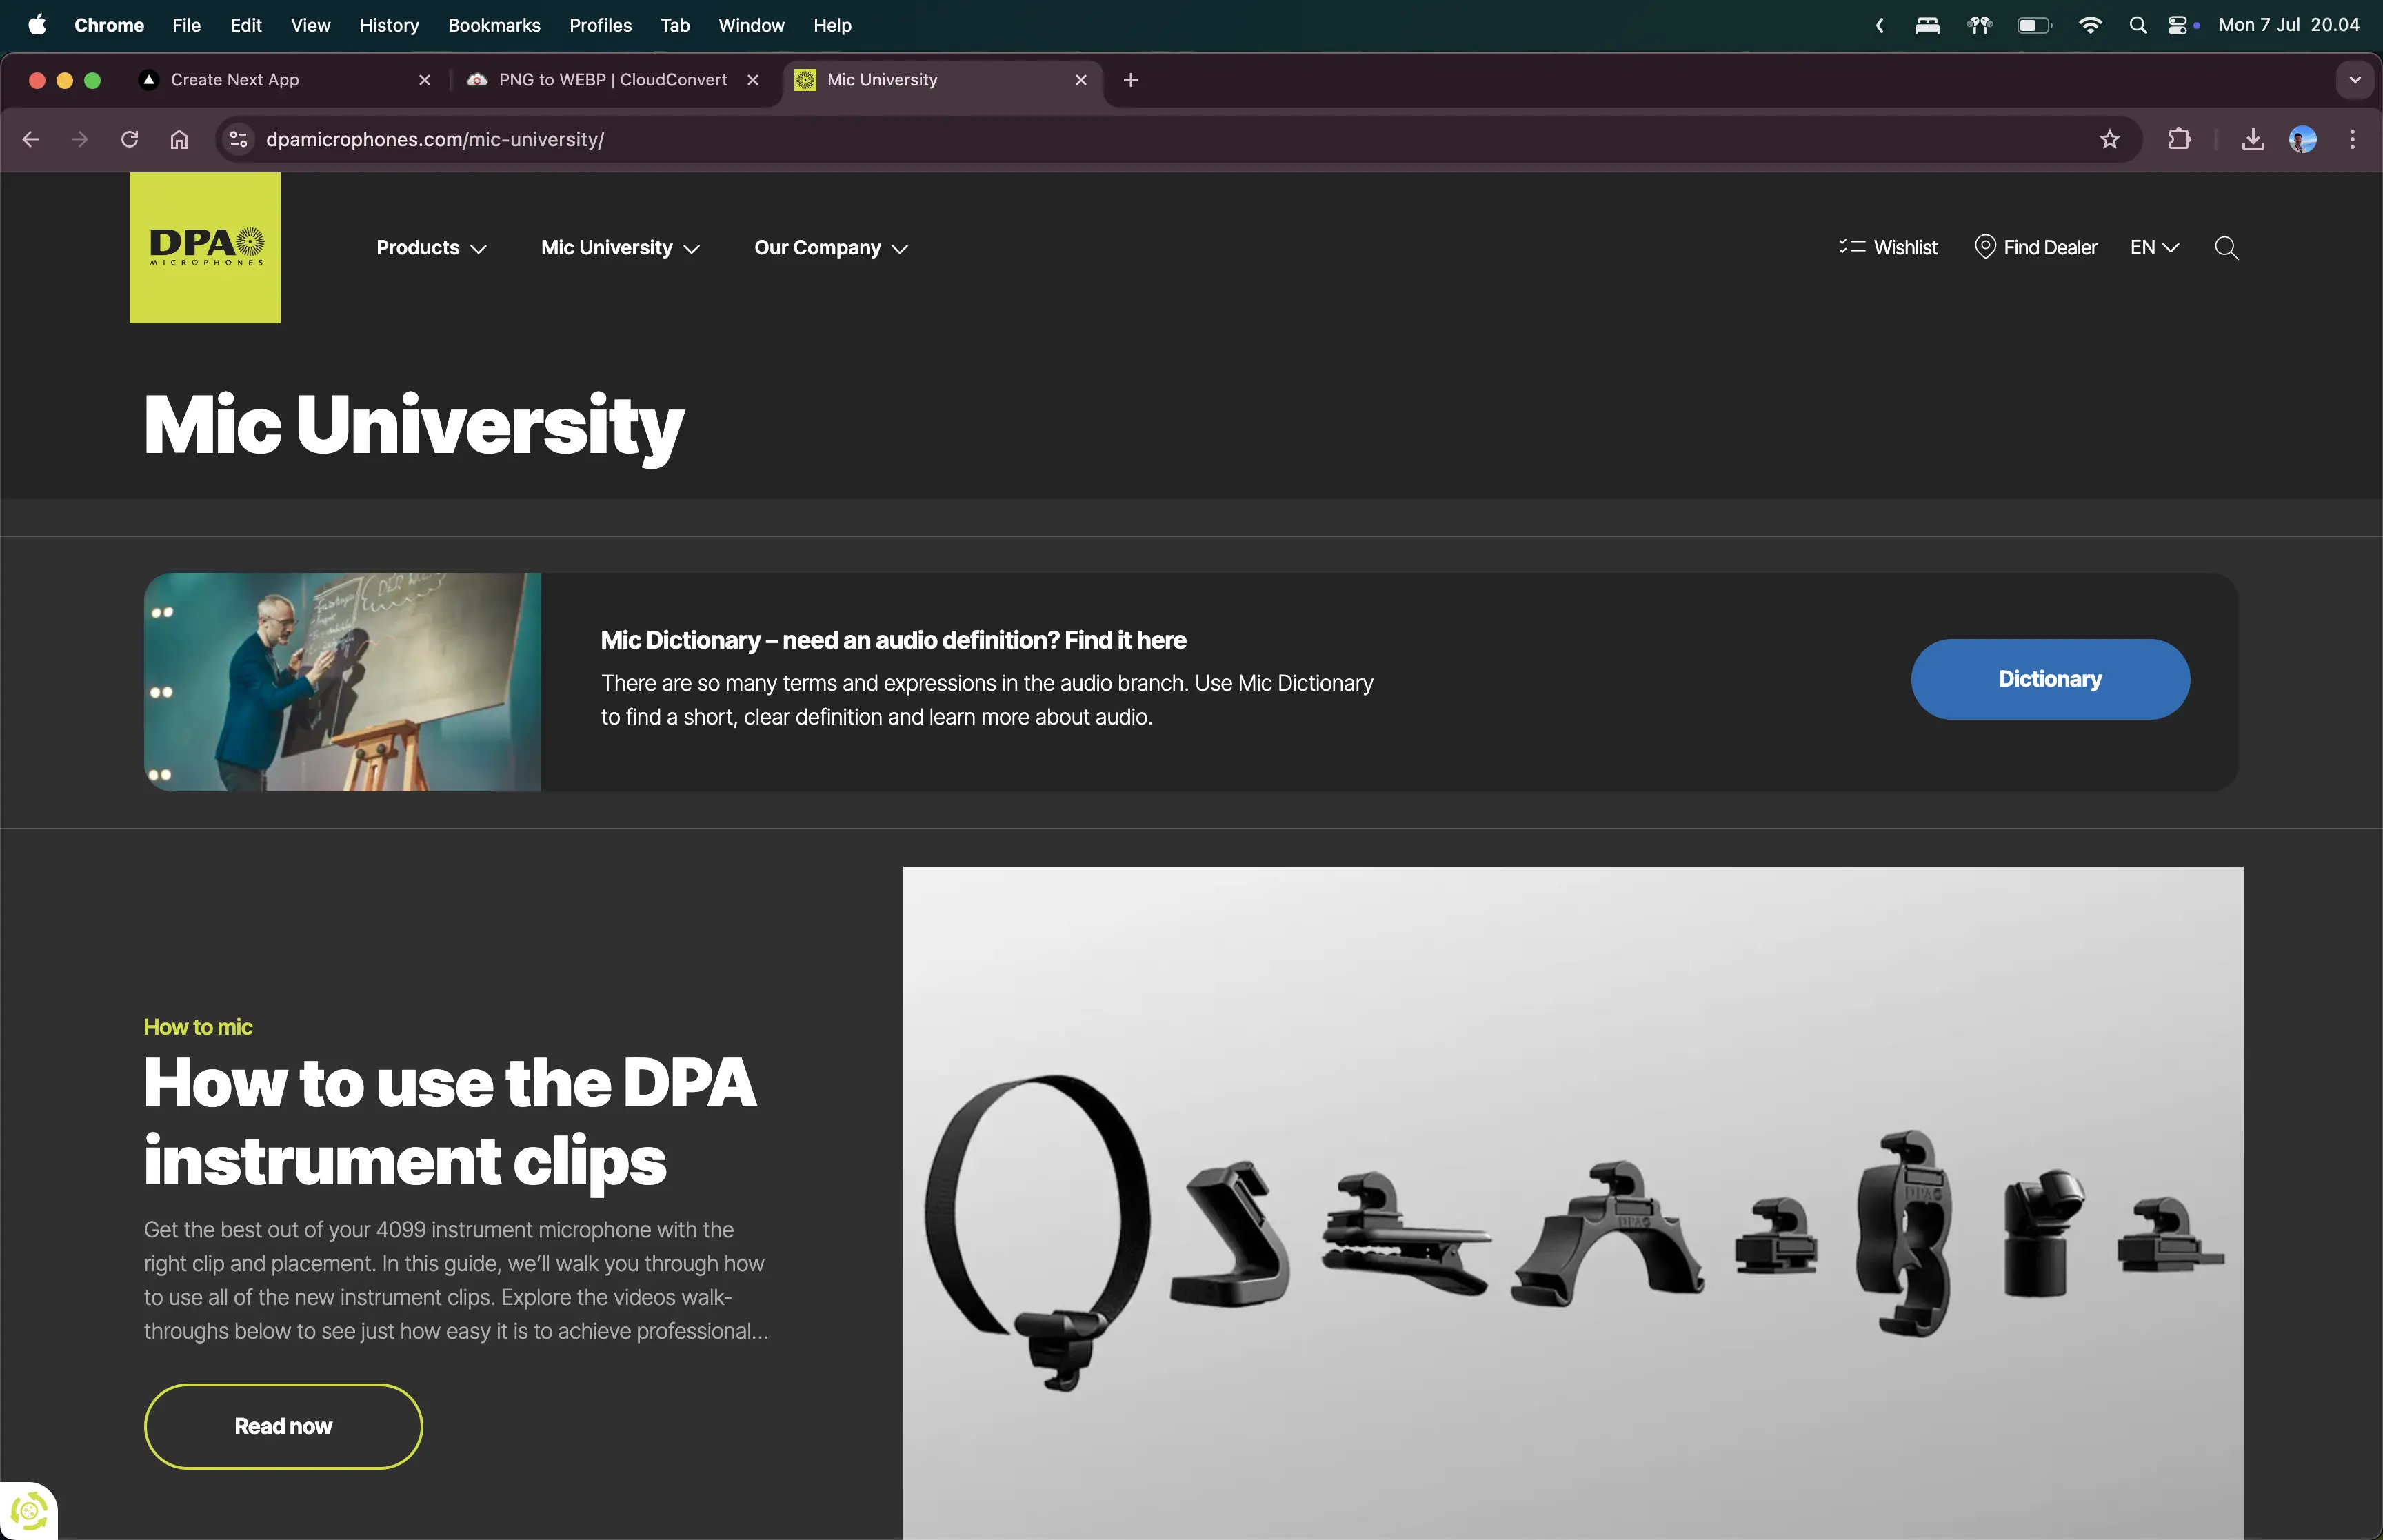 Chrome File Edit View History Bookmarks Profiles Tab Window Help Mon 7 Jul 20.04
Create Next App PNG to WEBP | CloudConvert Mic University
dpamicrophones.com/mic-university/
DPA
MICROPHONES
Products Mic University Our Company Wishlist Find Dealer EN
Mic University
Mic Dictionary – need an audio definition? Find it here
There are so many terms and expressions in the audio branch. Use Mic Dictionary
to find a short, clear definition and learn more about audio.
Dictionary
How to mic
How to use the DPA
instrument clips
Get the best out of your 4099 instrument microphone with the
right clip and placement. In this guide, we’ll walk you through how
to use all of the new instrument clips. Explore the videos walk-
throughs below to see just how easy it is to achieve professional...
Read now
DPA
DPA